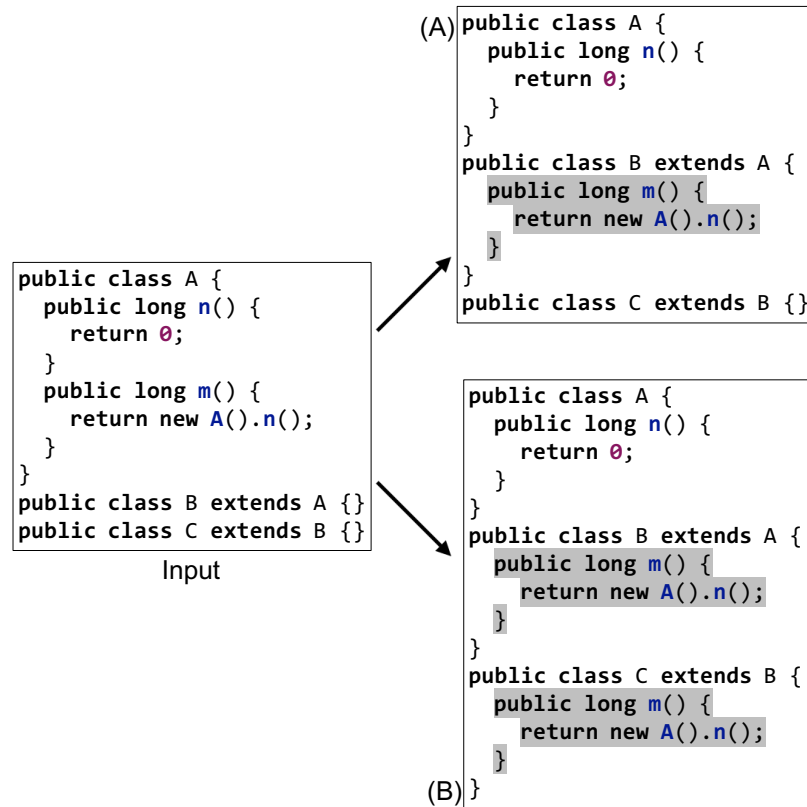 public class A {
  public long n() {
    return 0;
  }
  public long m() {
    return new A().n();
  }
}
public class B extends A {}
public class C extends B {}
Input
(A)
public class A {
  public long n() {
    return 0;
  }
}
public class B extends A {
  public long m() {
    return new A().n();
  }
}
public class C extends B {}
public class A {
  public long n() {
    return 0;
  }
}
public class B extends A {
  public long m() {
    return new A().n();
  }
}
public class C extends B {
  public long m() {
    return new A().n();
  }
}
(B)